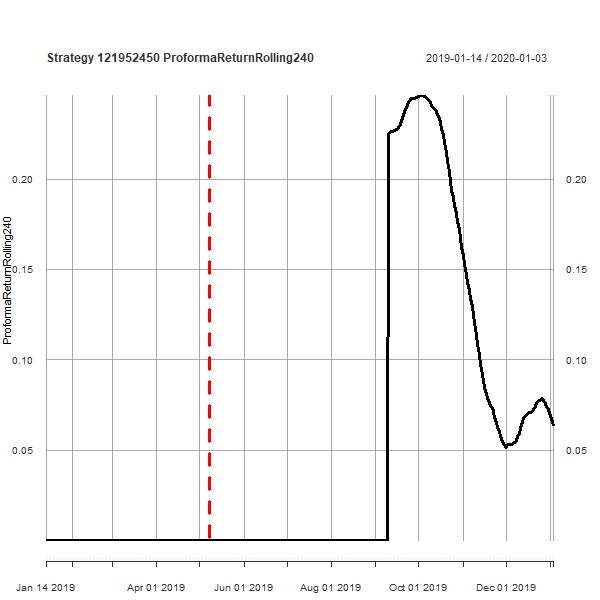 Strategy 121952450 ProformaReturnRolling240
2019-01-14 / 2020-01-03
ProformaReturnRolling240
0.20 0.20
0.15 0.15
0.10 0.10
0.05 0.05
Jan 14 2019 Apr 01 2019 Jun 01 2019 Aug 01 2019 Oct 01 2019 Dec 01 2019